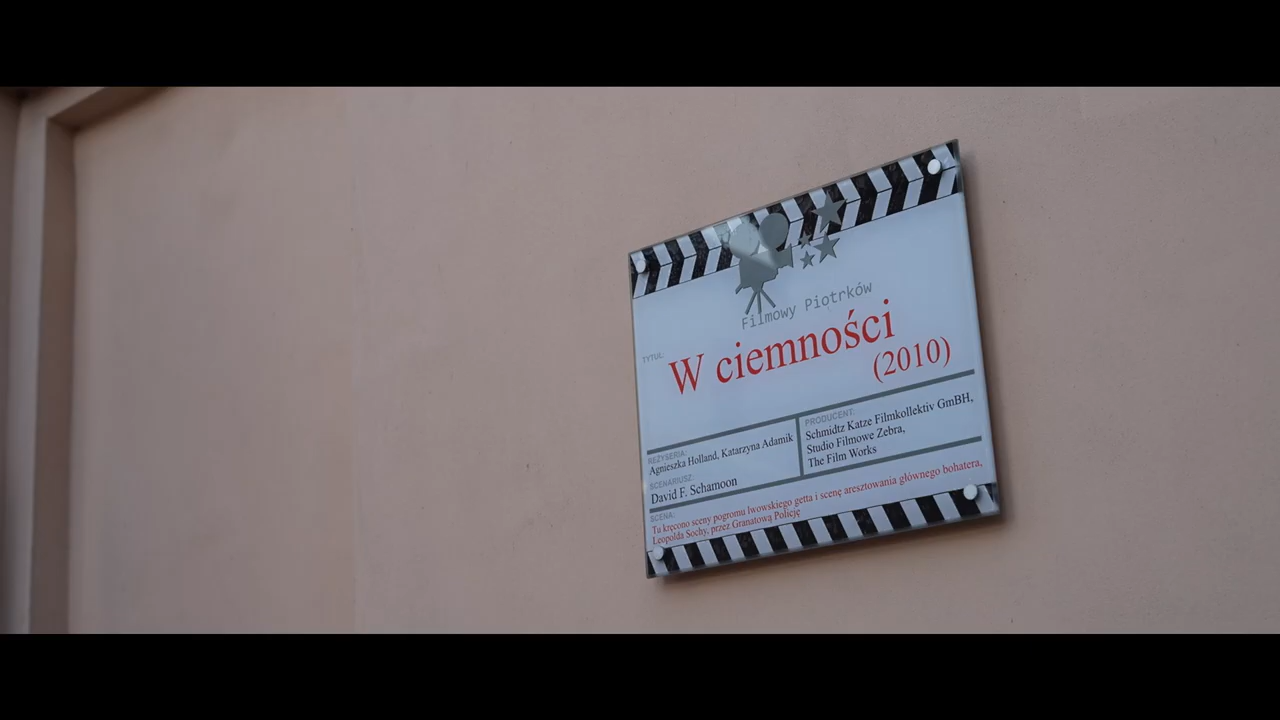 Filmowy Piotrków
TYTUŁ:
W ciemności
(2010)
REŻYSERIA:
Agnieszka Holland, Katarzyna Adamik
SCENARIUSZ:
David F. Schamoon
PRODUCENT:
Schmidtz Katze Filmkollektiv GmBH,
Studio Filmowe Zebra,
The Film Works
SCENA:
Tu kręcono sceny pogromu lwowskiego getta i scenę aresztowania głównego bohatera,
Leopolda Sochy, przez Granatową Policję